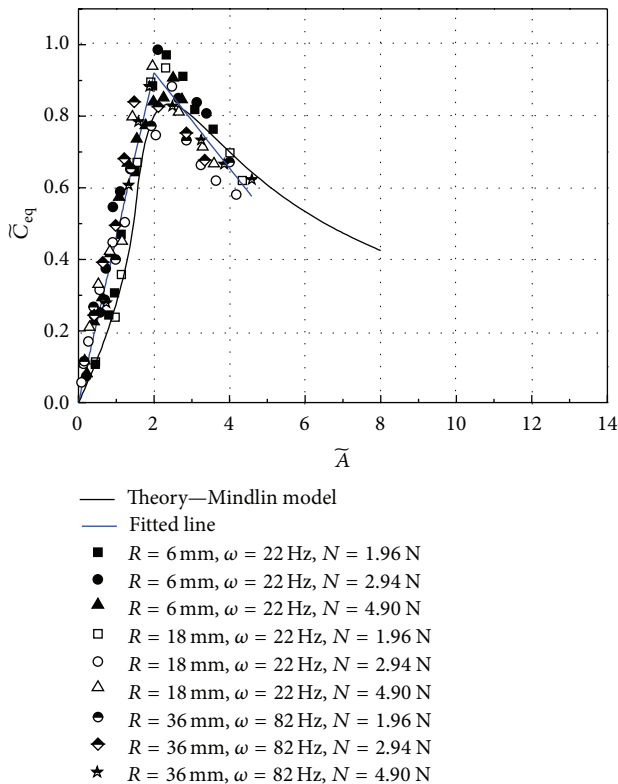 1.0
0.8
0.6
0.4
0.2
0.0
C̃eq
0 2 4 6 8 10 12 14
Ã
Theory—Mindlin model
Fitted line
R = 6 mm, ω = 22 Hz, N = 1.96 N
R = 6 mm, ω = 22 Hz, N = 2.94 N
R = 6 mm, ω = 22 Hz, N = 4.90 N
R = 18 mm, ω = 22 Hz, N = 1.96 N
R = 18 mm, ω = 22 Hz, N = 2.94 N
R = 18 mm, ω = 22 Hz, N = 4.90 N
R = 36 mm, ω = 82 Hz, N = 1.96 N
R = 36 mm, ω = 82 Hz, N = 2.94 N
R = 36 mm, ω = 82 Hz, N = 4.90 N